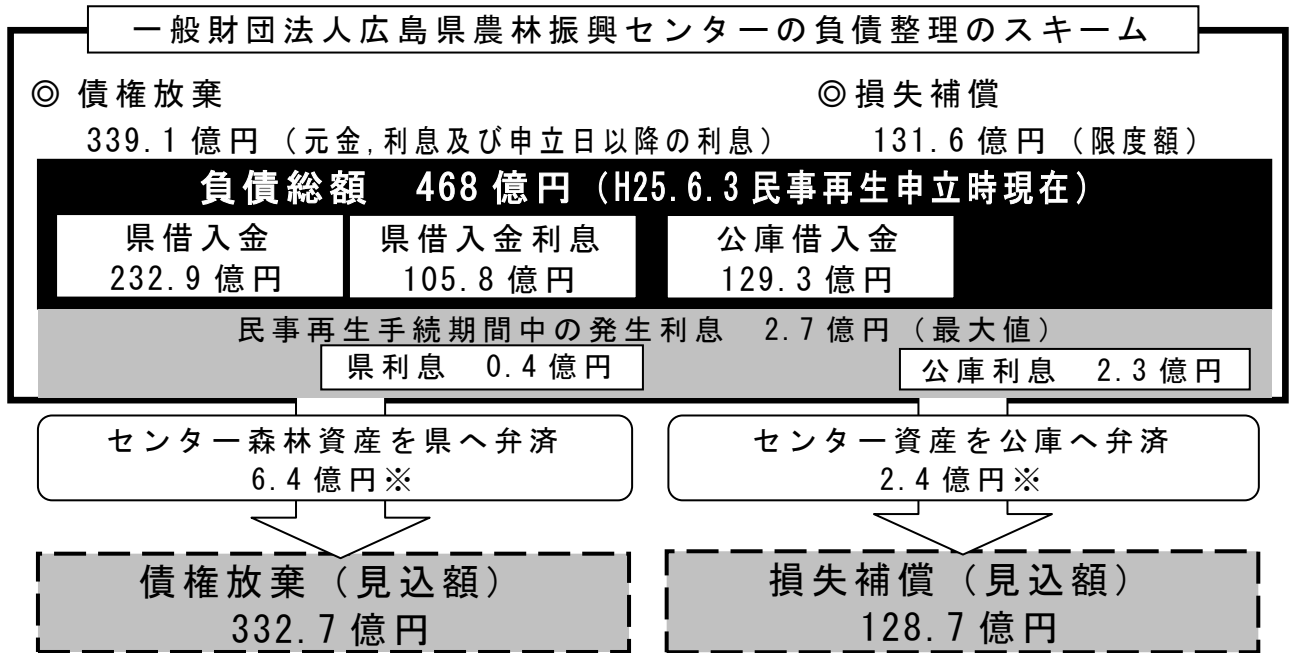 一般財団法人広島県農林振興センターの負債整理のスキーム
◎ 債権放棄
339.1億円（元金,利息及び申立日以降の利息）
◎損失補償
131.6億円（限度額）
負債総額　468億円（H25.6.3民事再生申立時現在）
県借入金
232.9億円
県借入金利息
105.8億円
公庫借入金
129.3億円
民事再生手続期間中の発生利息　2.7億円（最大値）
県利息　0.4億円
公庫利息　2.3億円
センター森林資産を県へ弁済
6.4億円※
センター資産を公庫へ弁済
2.4億円※
債権放棄（見込額）
332.7億円
損失補償（見込額）
128.7億円